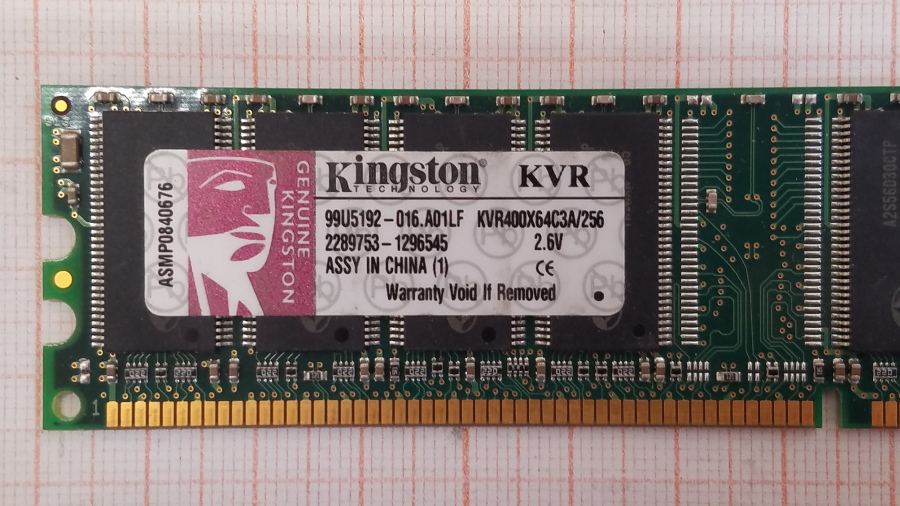 ASMP0840676
GENUINE
KINGSTON
Kingston
TECHNOLOGY
KVR
99U5192-016.A01LF KVR400X64C3A/256
2289753-1296545 2.6V
ASSY IN CHINA (1) CE
Warranty Void If Removed
A2S56D30CTP
1